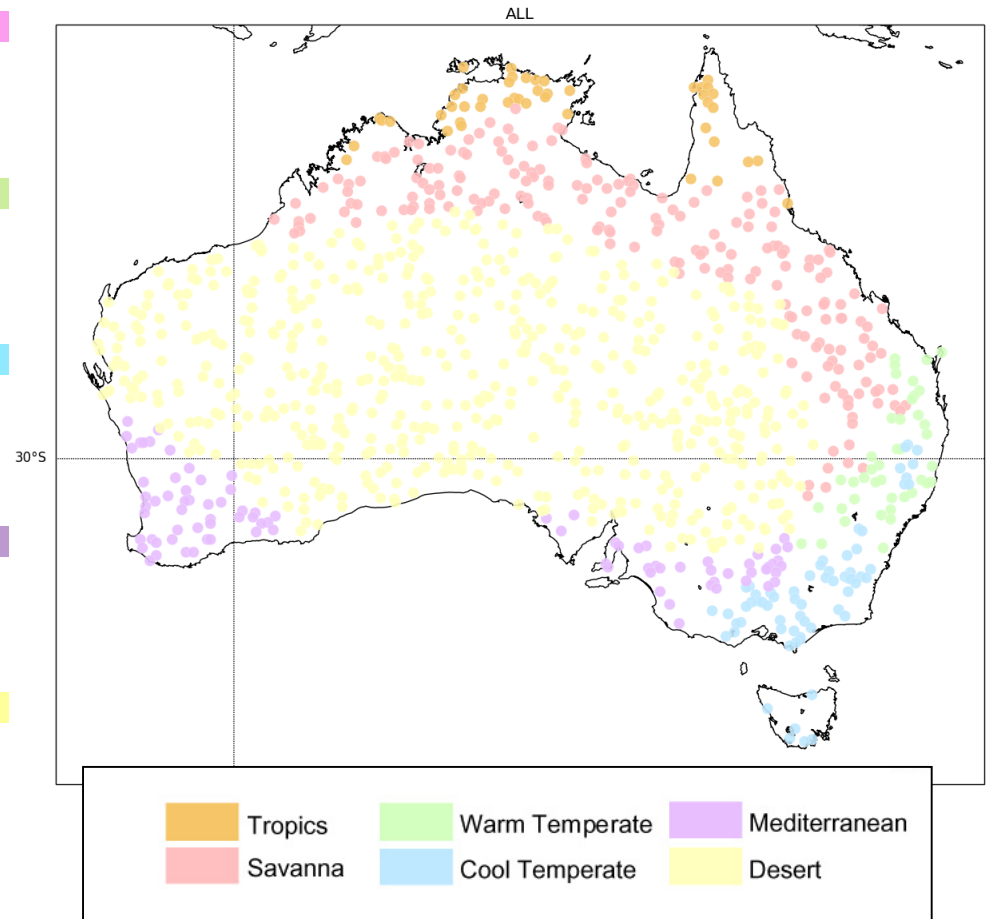 ALL
30°S
Tropics
Warm Temperate
Mediterranean
Savanna
Cool Temperate
Desert